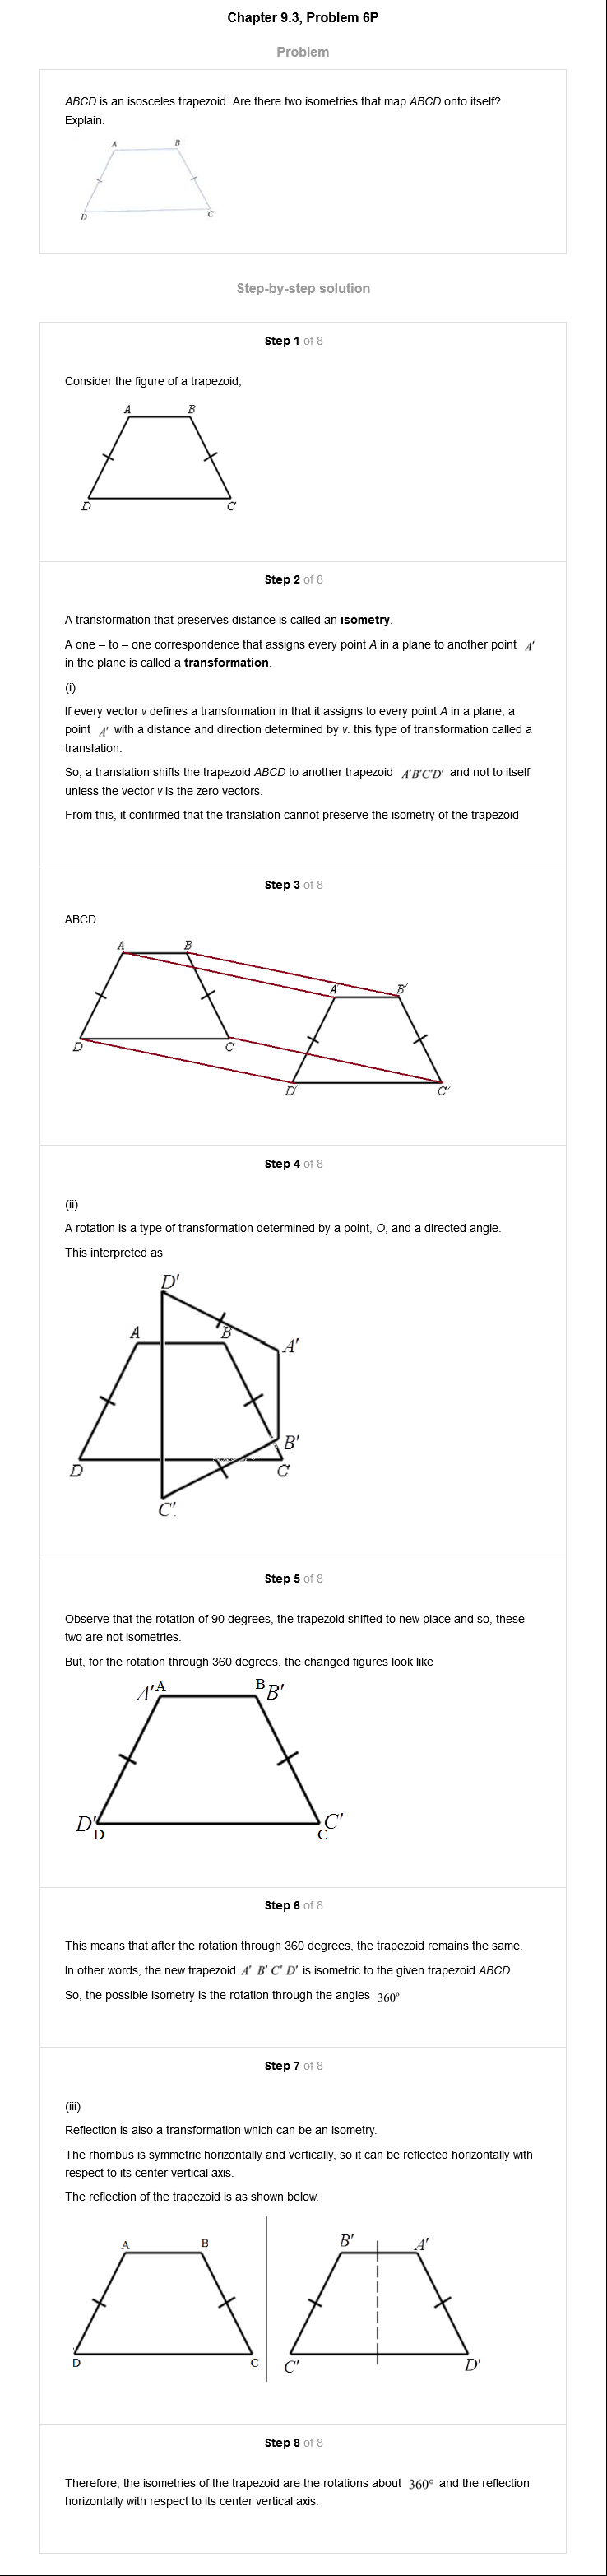 Chapter 9.3, Problem 6P
Problem
ABCD is an isosceles trapezoid. Are there two isometries that map ABCD onto itself?
Explain.
A B
D C
Step-by-step solution
Step 1 of 8
Consider the figure of a trapezoid,
A B
D C
Step 2 of 8
A transformation that preserves distance is called an isometry.
A one – to – one correspondence that assigns every point A in a plane to another point A′
in the plane is called a transformation.
(i)
If every vector v defines a transformation in that it assigns to every point A in a plane, a
point A′ with a distance and direction determined by v. this type of transformation called a
translation.
So, a translation shifts the trapezoid ABCD to another trapezoid A′B′C′D′ and not to itself
unless the vector v is the zero vectors.
From this, it confirmed that the translation cannot preserve the isometry of the trapezoid
Step 3 of 8
ABCD.
A B
A′ B′
D C
D′ C′
Step 4 of 8
(ii)
A rotation is a type of transformation determined by a point, O, and a directed angle.
This interpreted as
D′
A B
A′
B′
D C
C′
Step 5 of 8
Observe that the rotation of 90 degrees, the trapezoid shifted to new place and so, these
two are not isometries.
But, for the rotation through 360 degrees, the changed figures look like
A′ A B B′
D′ C′
D C
Step 6 of 8
This means that after the rotation through 360 degrees, the trapezoid remains the same.
In other words, the new trapezoid A′ B′ C′ D′ is isometric to the given trapezoid ABCD.
So, the possible isometry is the rotation through the angles 360°
Step 7 of 8
(iii)
Reflection is also a transformation which can be an isometry.
The rhombus is symmetric horizontally and vertically, so it can be reflected horizontally with
respect to its center vertical axis.
The reflection of the trapezoid is as shown below.
A B B′ A′
D C C′ D′
Step 8 of 8
Therefore, the isometries of the trapezoid are the rotations about 360° and the reflection
horizontally with respect to its center vertical axis.